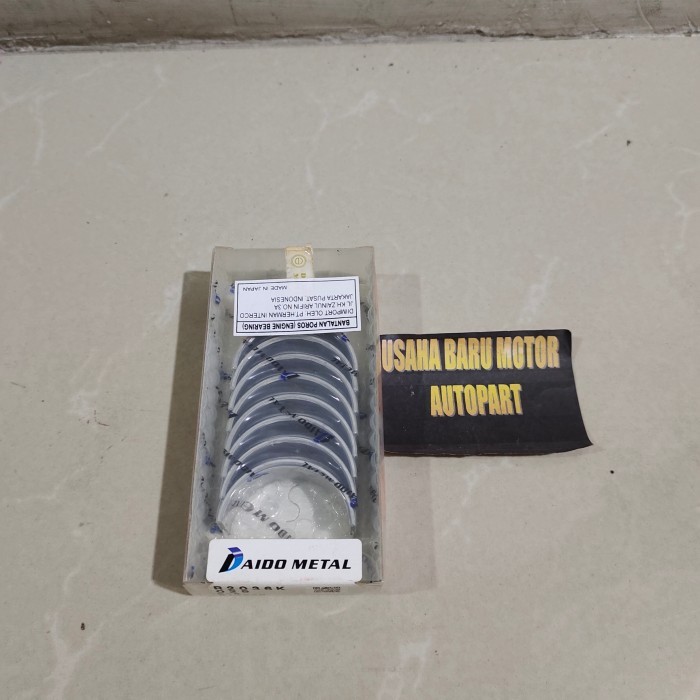 BANTALAN POROS (ENGINE BEARING)
DIIMPORT OLEH : PT.HERMAN INTERCO
JL.KH.ZAINUL ARIFIN NO.3A
JAKARTA PUSAT. INDONESIA
MADE IN JAPAN
USAHA BARU MOTOR
AUTOPART
DAIDO METAL